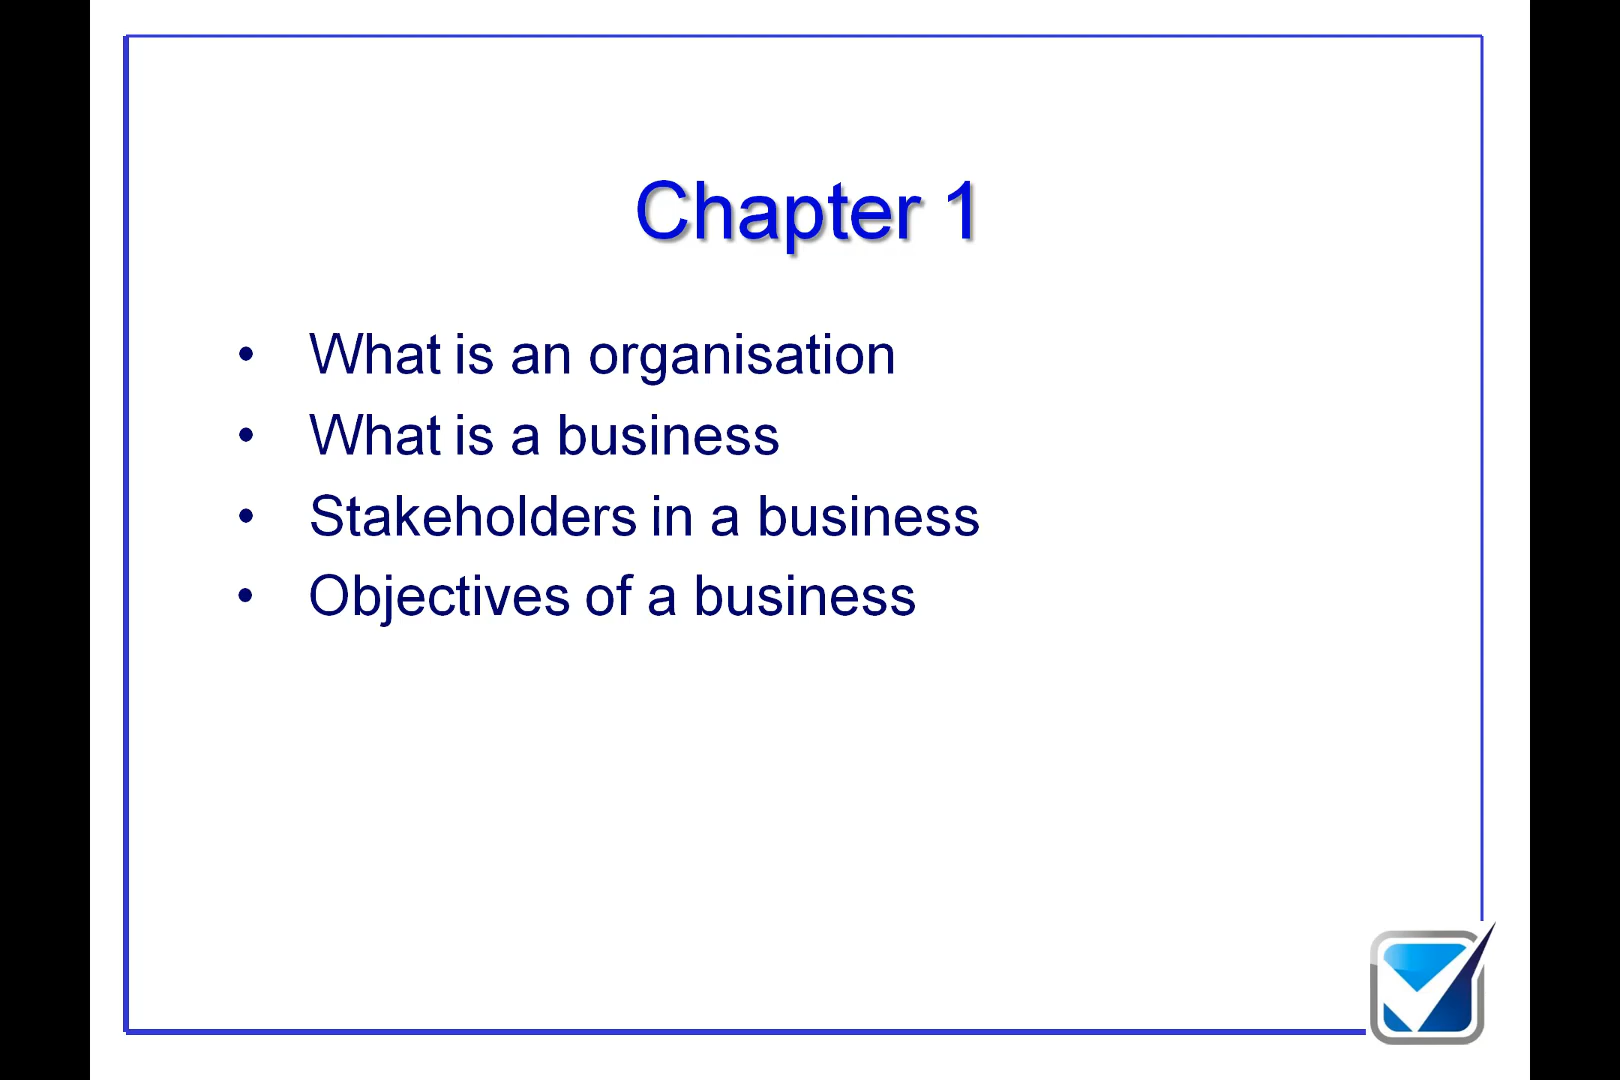 Chapter 1
• What is an organisation
• What is a business
• Stakeholders in a business
• Objectives of a business